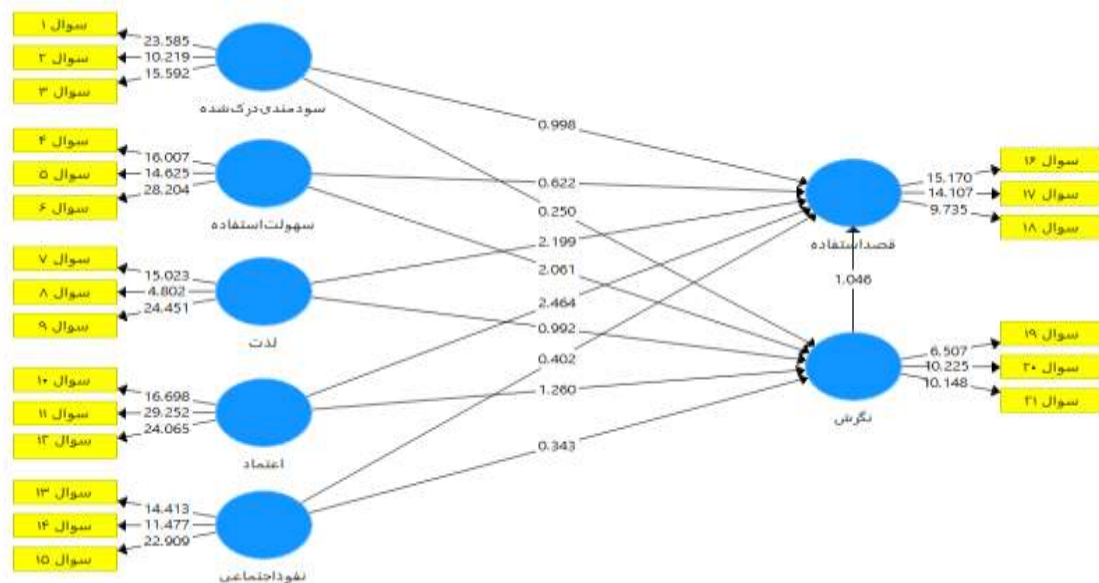 سوال ۱
سوال ۲
سوال ۳
23.585
10.219
15.592
سودمندی درک شده
سوال ۴
سوال ۵
سوال ۶
16.007
14.625
28.204
سهولت استفاده
سوال ۷
سوال ۸
سوال ۹
15.023
4.802
24.451
لذت
سوال ۱۰
سوال ۱۱
سوال ۱۲
16.698
29.252
24.065
اعتماد
سوال ۱۳
سوال ۱۴
سوال ۱۵
14.413
11.477
22.909
نفوذ اجتماعی
0.998
0.622
0.250
2.199
2.061
2.464
0.992
0.402
1.260
0.343
قصد استفاده
1.046
نگرش
15.170
14.107
9.735
سوال ۱۶
سوال ۱۷
سوال ۱۸
6.507
10.225
10.148
سوال ۱۹
سوال ۲۰
سوال ۲۱